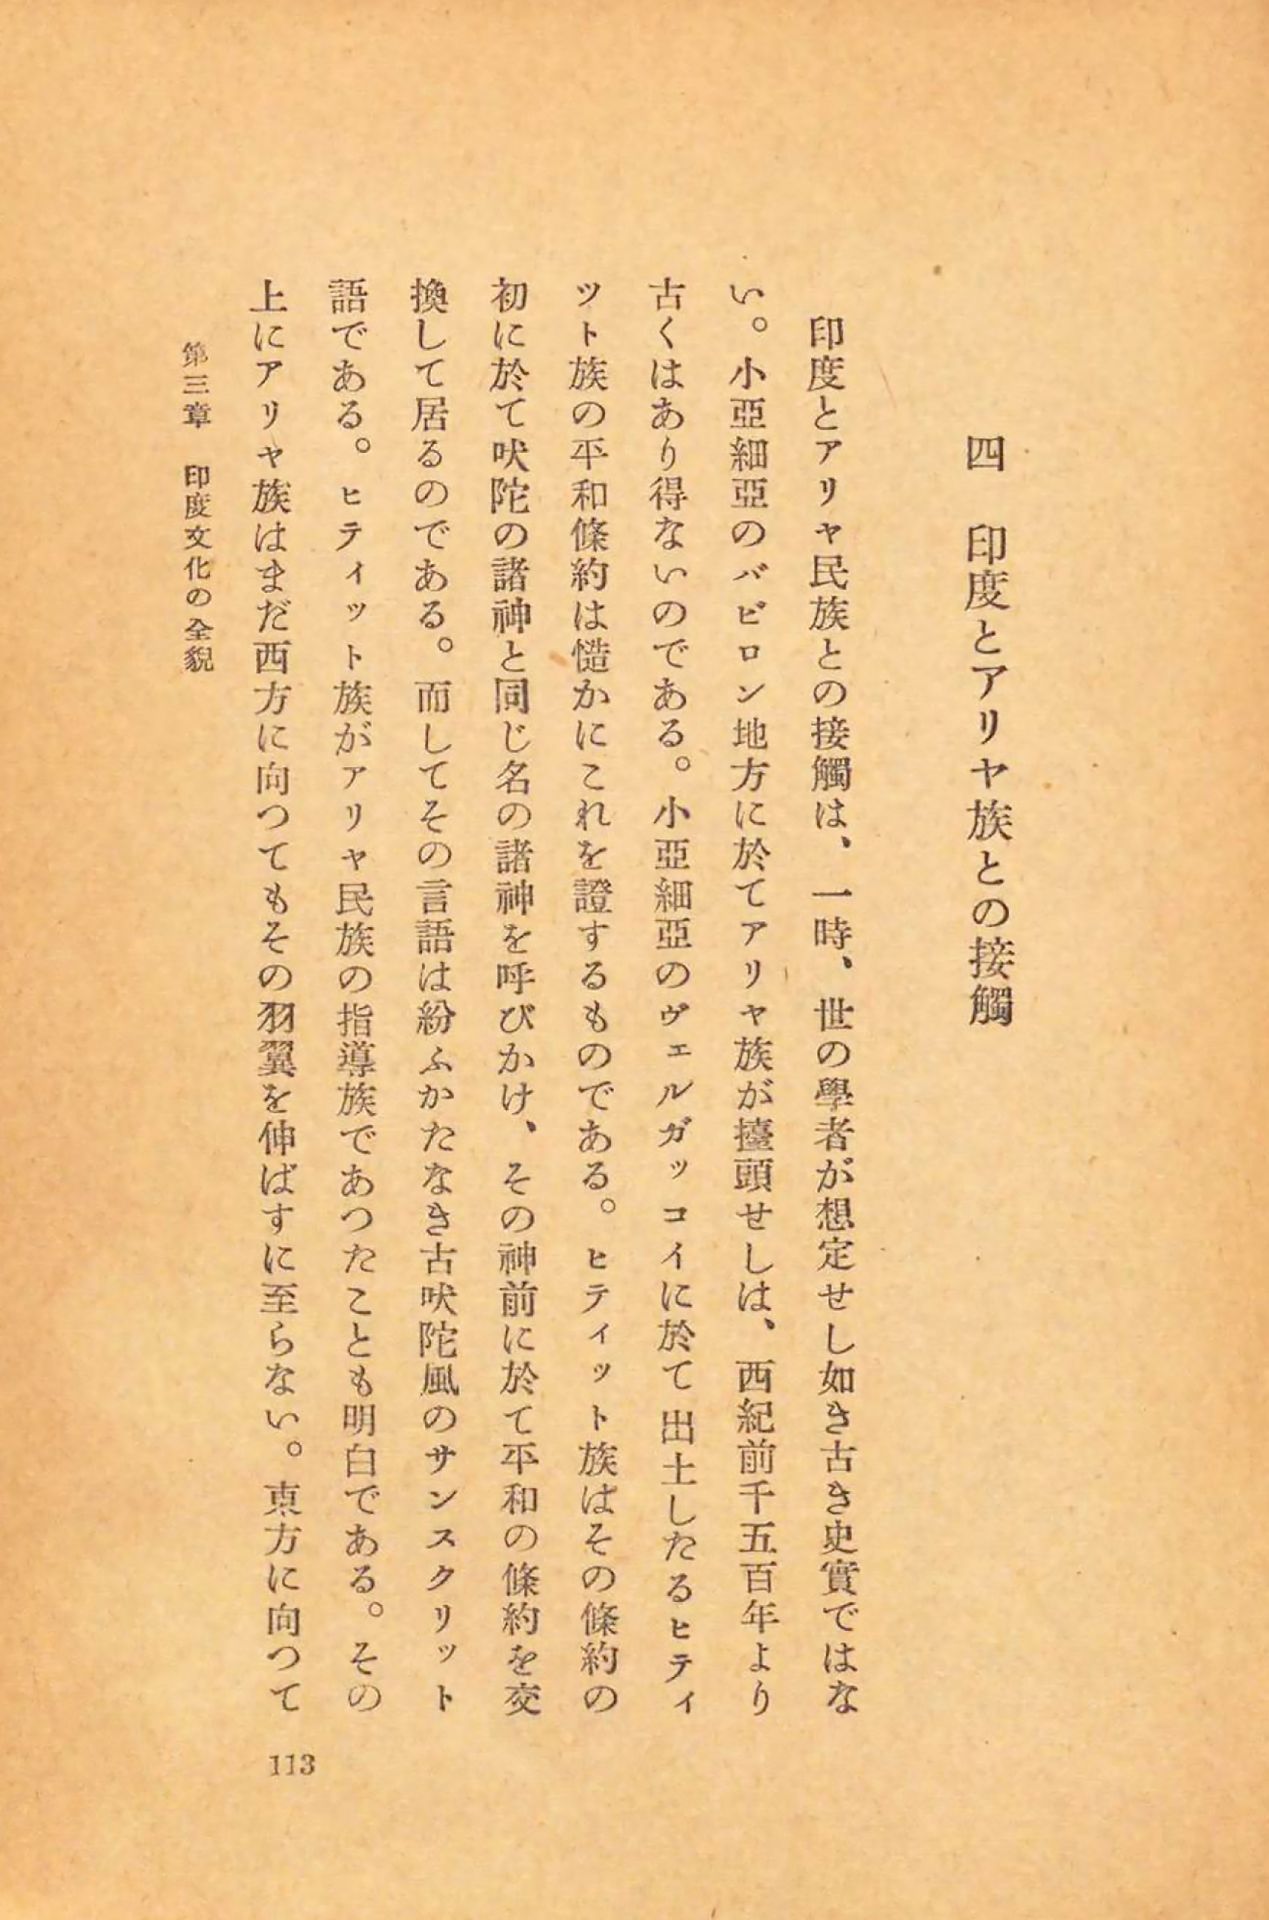 四　印度とアリヤ族との接觸
印度とアリヤ民族との接觸は、一時、世の學者が想定せし如き古き史實ではな
い。小亞細亞のバビロン地方に於てアリヤ族が擡頭せしは、西紀前千五百年より
古くはあり得ないのである。小亞細亞のヴェルガッコイに於て出土したるヒティ
ット族の平和條約は慥かにこれを證するものである。ヒティット族はその條約の
初に於て吠陀の諸神と同じ名の諸神を呼びかけ、その神前に於て平和の條約を交
換して居るのである。而してその言語は紛ふかたなき古吠陀風のサンスクリット
語である。ヒティット族がアリヤ民族の指導族であつたことも明白である。その
上にアリヤ族はまだ西方に向つてもその羽翼を伸ばすに至らない。東方に向つて
第三章　印度文化の全貌
113